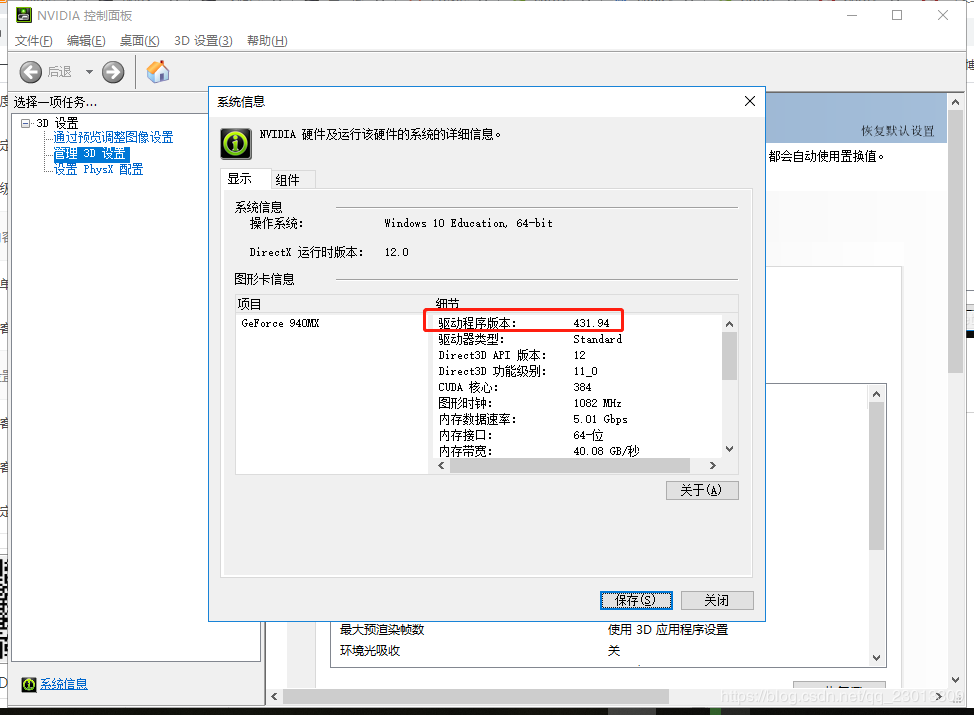 NVIDIA 控制面板
文件(F) 编辑(E) 桌面(K) 3D 设置(3) 帮助(H)
后退
选择一项任务...
3D 设置
通过预览调整图像设置
管理 3D 设置
设置 PhysX 配置
系统信息
恢复默认设置
都会自动使用置换值。
系统信息
NVIDIA 硬件及运行该硬件的系统的详细信息。
显示 组件
系统信息
操作系统: Windows 10 Education, 64-bit
DirectX 运行时版本: 12.0
图形卡信息
项目 细节
GeForce 940MX
驱动程序版本: 431.94
驱动器类型: Standard
Direct3D API 版本: 12
Direct3D 功能级别: 11_0
CUDA 核心: 384
图形时钟: 1082 MHz
内存数据速率: 5.01 Gbps
内存接口: 64-位
内存带宽: 40.08 GB/秒
关于(A)
保存(S) 关闭
最大预渲染帧数 使用 3D 应用程序设置
环境光吸收 关